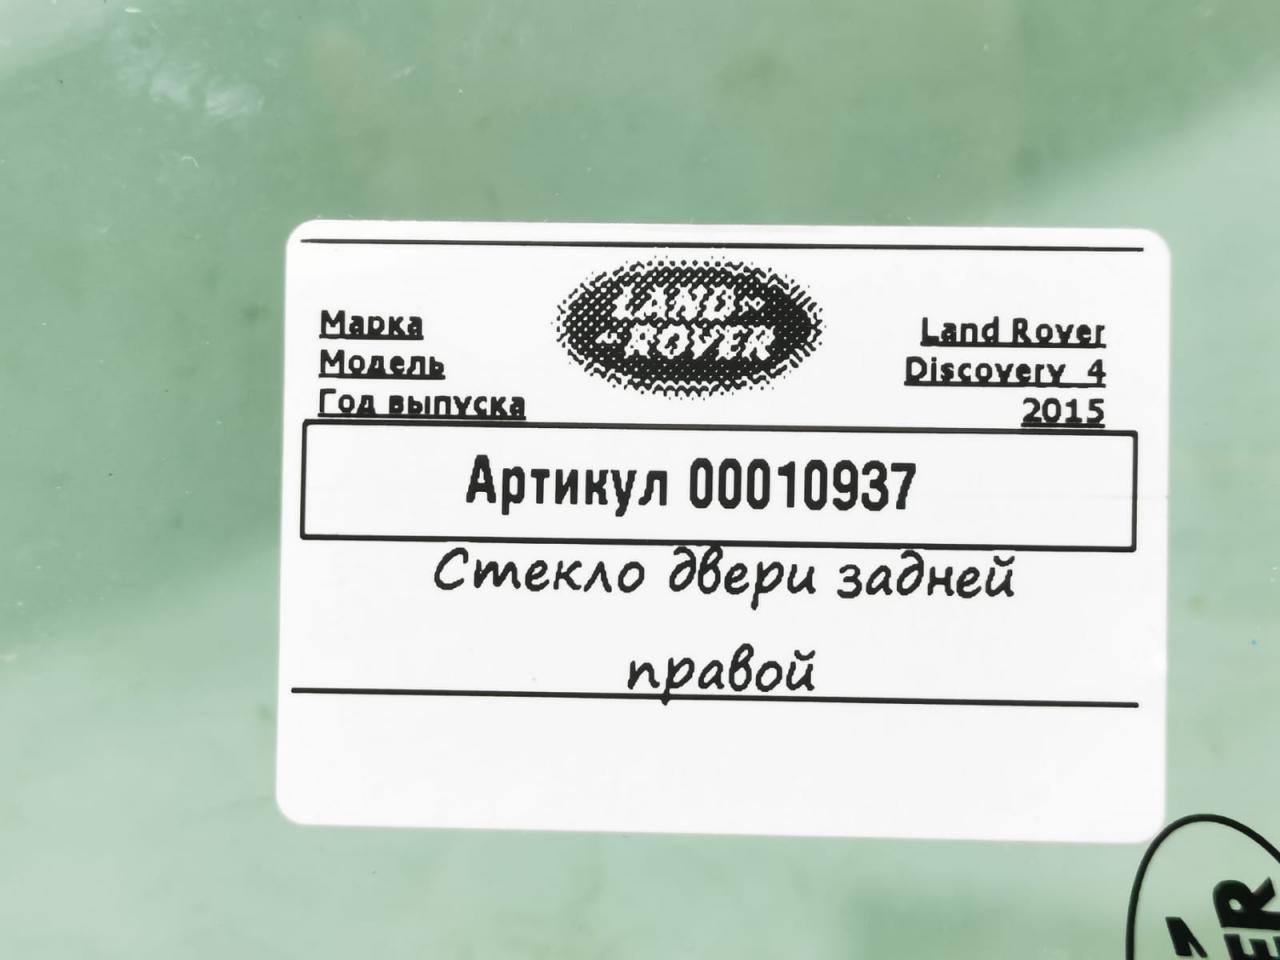 LAND
ROVER
Марка Land Rover
Модель Discovery 4
Год выпуска 2015
Артикул 00010937
Стекло двери задней
правой